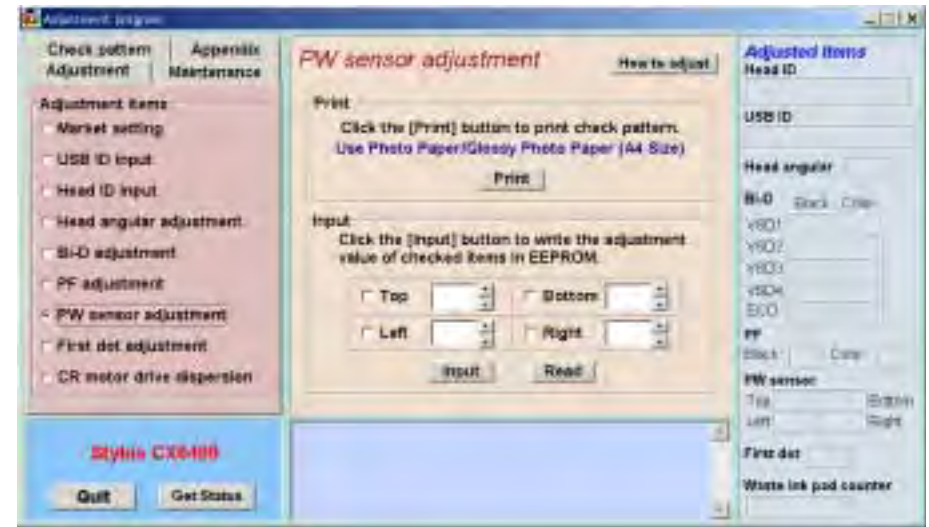 Adjustment program
Check pattern
Appendix
Adjustment
Maintenance
Adjustment items
Market setting
USB ID input
Head ID input
Head angular adjustment
Bi-D adjustment
PF adjustment
PW sensor adjustment
First dot adjustment
CR motor drive dispersion
Stylus CX6400
Quit
Get Status
PW sensor adjustment
How to adjust
Print
Click the [Print] button to print check pattern.
Use Photo Paper/Glossy Photo Paper (A4 Size)
Print
Input
Click the [Input] button to write the adjustment
value of checked items in EEPROM.
Top
Bottom
Left
Right
Input
Read
Adjusted items
Head ID
USB ID
Head angular
Bi-D
Black
Color
VSD1
VSD2
VSD3
VSD4
ECO
PF
Black
Color
PW sensor
Top
Bottom
Left
Right
First dot
Waste ink pad counter